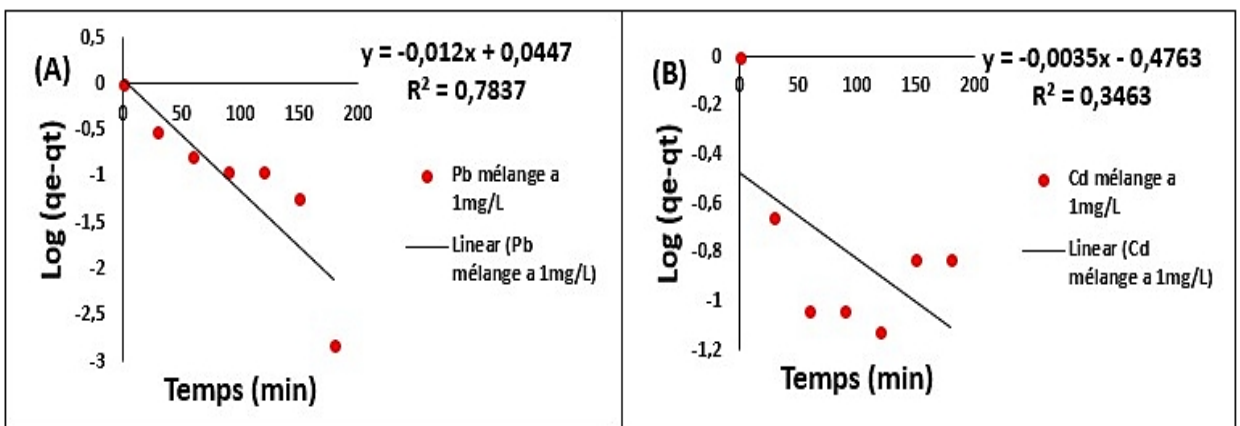 (A)
y = -0,012x + 0,0447
R² = 0,7837
0,5
0
-0,5
-1
-1,5
-2
-2,5
-3
0 50 100 150 200
Log (qe-qt)
Temps (min)
Pb mélange a
1mg/L
Linear (Pb
mélange a 1mg/L)
(B)
y = -0,0035x - 0,4763
R² = 0,3463
0
-0,2
-0,4
-0,6
-0,8
-1
-1,2
0 50 100 150 200
Log (qe-qt)
Temps (min)
Cd mélange a
1mg/L
Linear (Cd
mélange a 1mg/L)